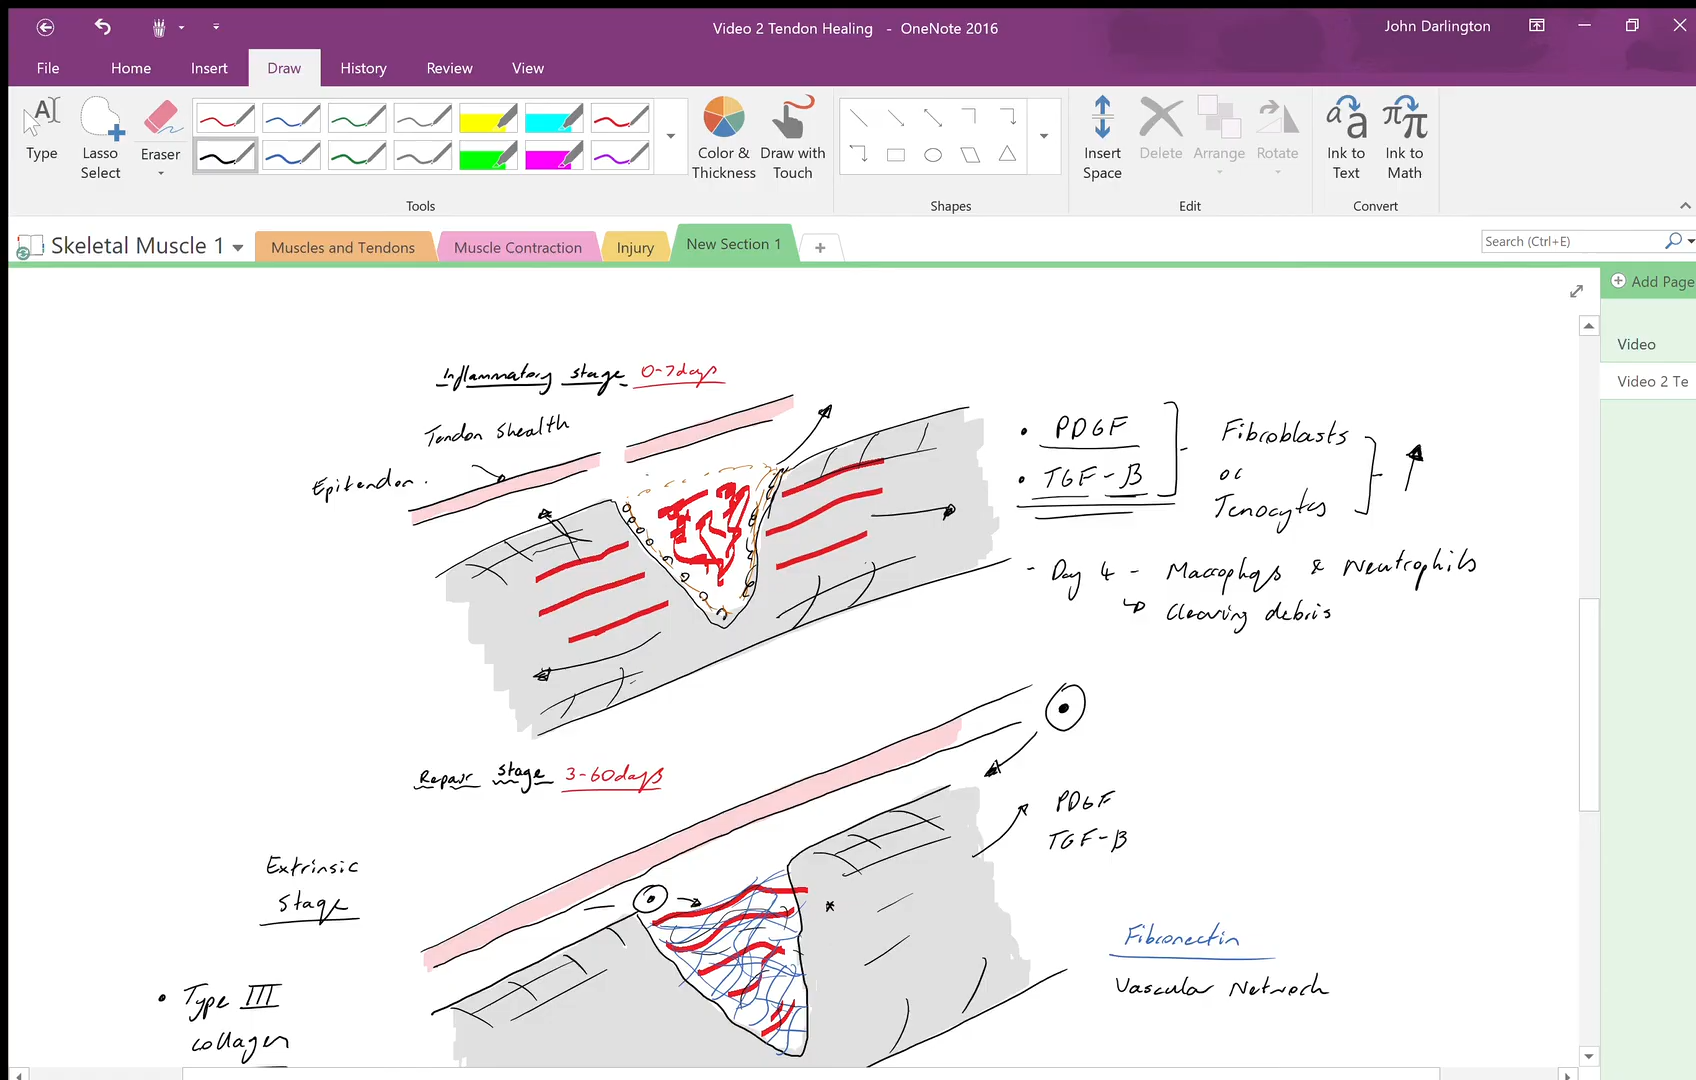 Video 2 Tendon Healing - OneNote 2016
John Darlington
File Home Insert Draw History Review View
Type
Lasso Select
Eraser
Color & Thickness
Draw with Touch
Insert Space
Delete
Arrange
Rotate
Ink to Text
Ink to Math
Tools
Shapes
Edit
Convert
Skeletal Muscle 1
Muscles and Tendons
Muscle Contraction
Injury
New Section 1
Search (Ctrl+E)
Add Page
Video
Video 2 Te
Inflammatory stage 0-7days
Tendon Shealth
Epitendon.
• PDGF
• TGF-β
Fibroblasts
or
Tenocytes
- Day 4 - Macrophqs & Neutrophils
↳ Clearing debris
Repair stage 3-60days
PDGF
TGF-β
Extrinsic
Stage
Fibronectin
Vascular Network
• Type III
collagen